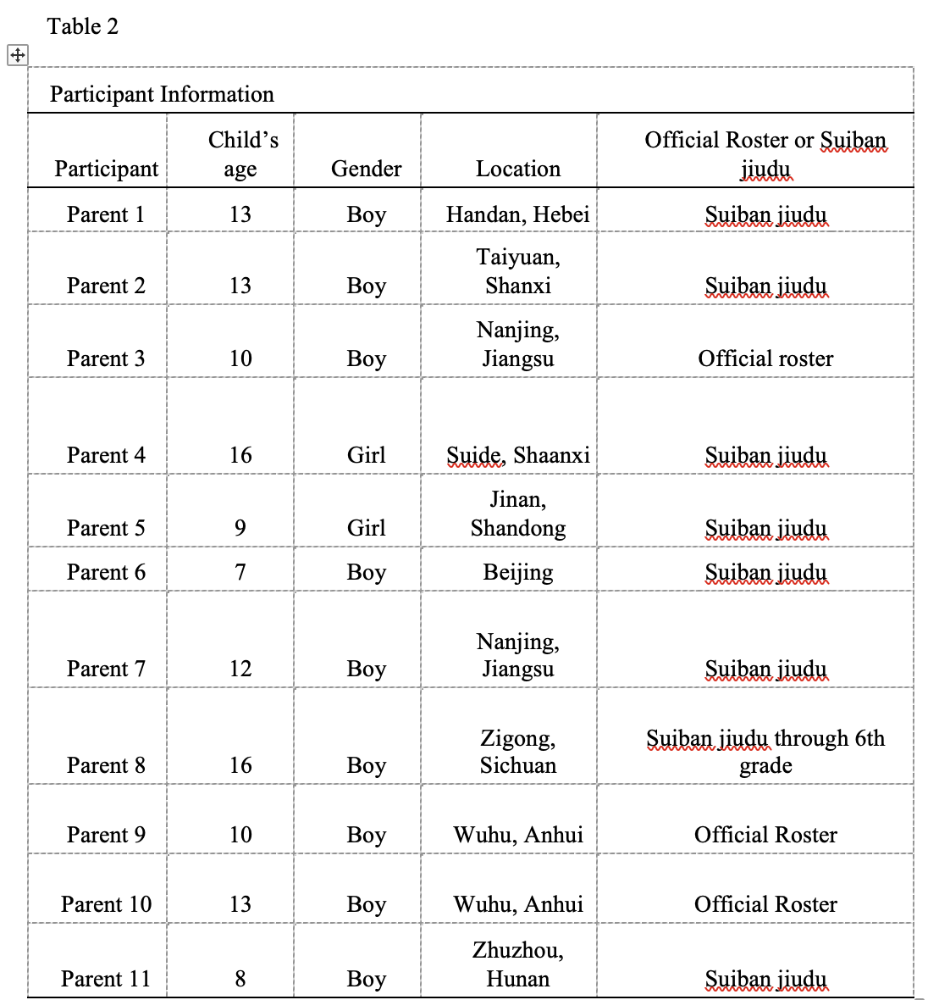 Table 2
Participant Information
Participant Child's age Gender Location Official Roster or Suiban jiudu
Parent 1 13 Boy Handan, Hebei Suiban jiudu
Parent 2 13 Boy Taiyuan, Shanxi Suiban jiudu
Parent 3 10 Boy Nanjing, Jiangsu Official roster
Parent 4 16 Girl Suide, Shaanxi Suiban jiudu
Parent 5 9 Girl Jinan, Shandong Suiban jiudu
Parent 6 7 Boy Beijing Suiban jiudu
Parent 7 12 Boy Nanjing, Jiangsu Suiban jiudu
Parent 8 16 Boy Zigong, Sichuan Suiban jiudu through 6th grade
Parent 9 10 Boy Wuhu, Anhui Official Roster
Parent 10 13 Boy Wuhu, Anhui Official Roster
Parent 11 8 Boy Zhuzhou, Hunan Suiban jiudu